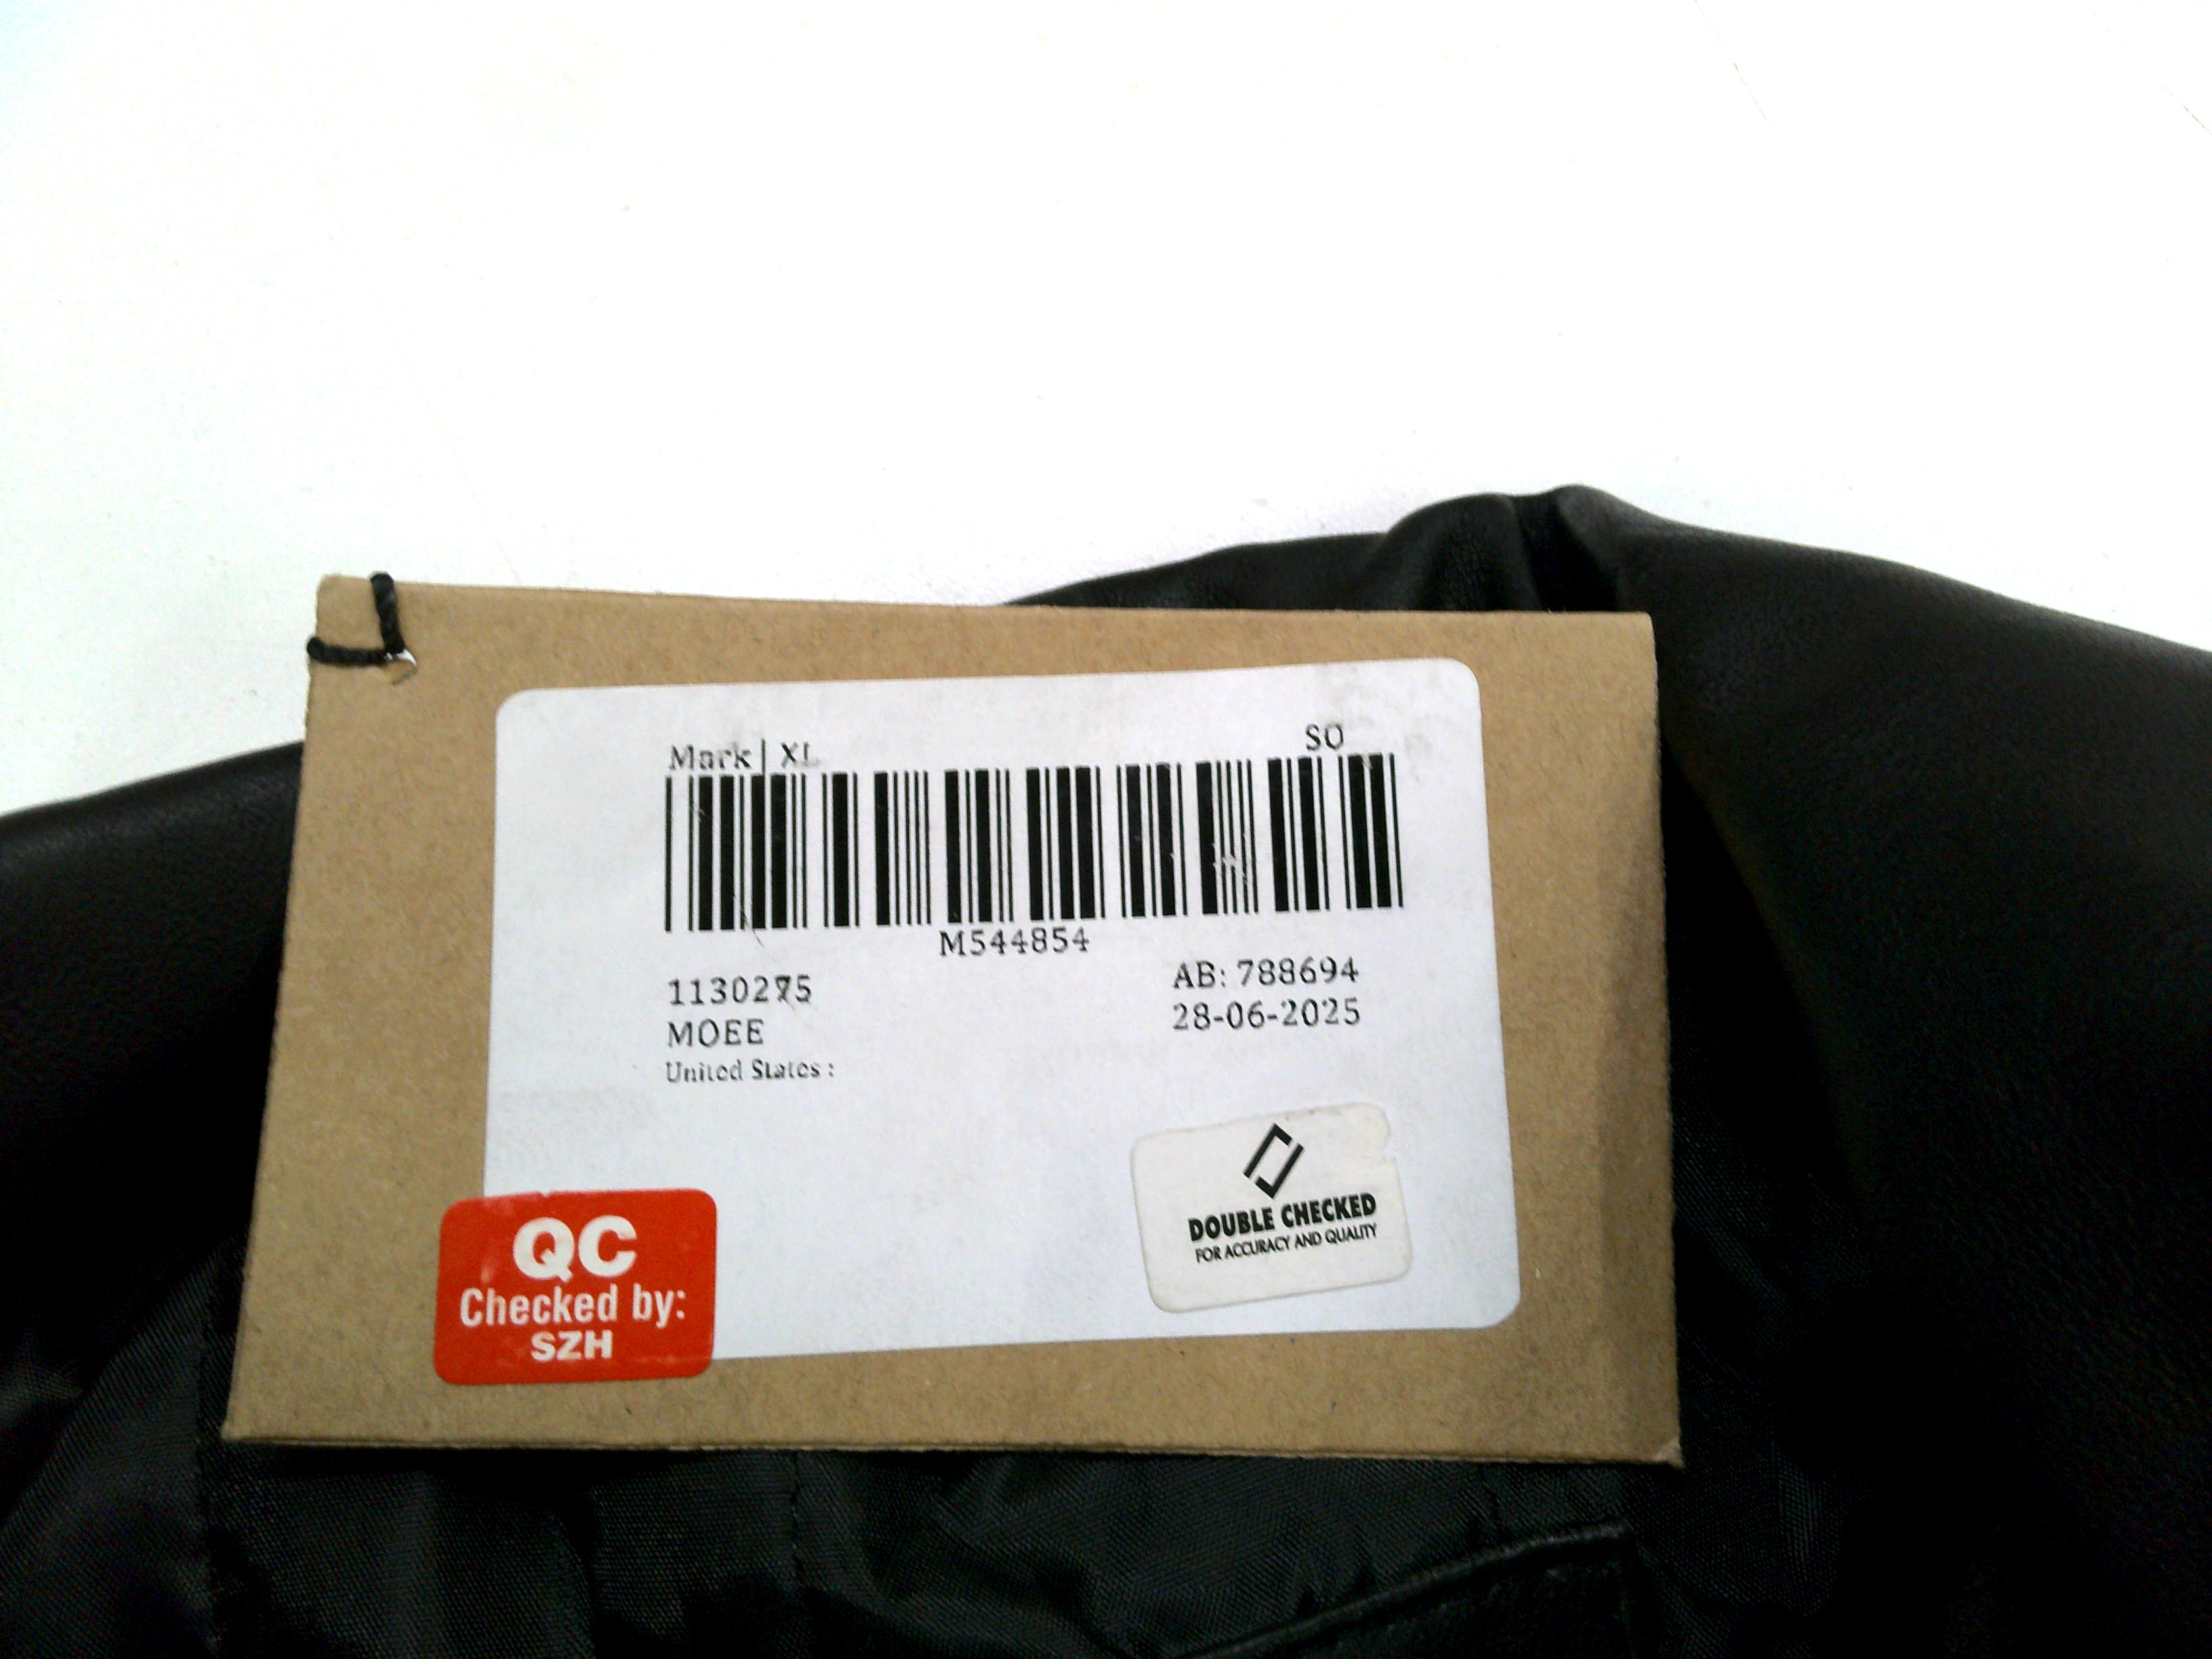 Mark | XL
SO
M544854
1130275
AB: 788694
MOEE
28-06-2025
United States :
DOUBLE CHECKED
FOR ACCURACY AND QUALITY
QC
Checked by:
SZH